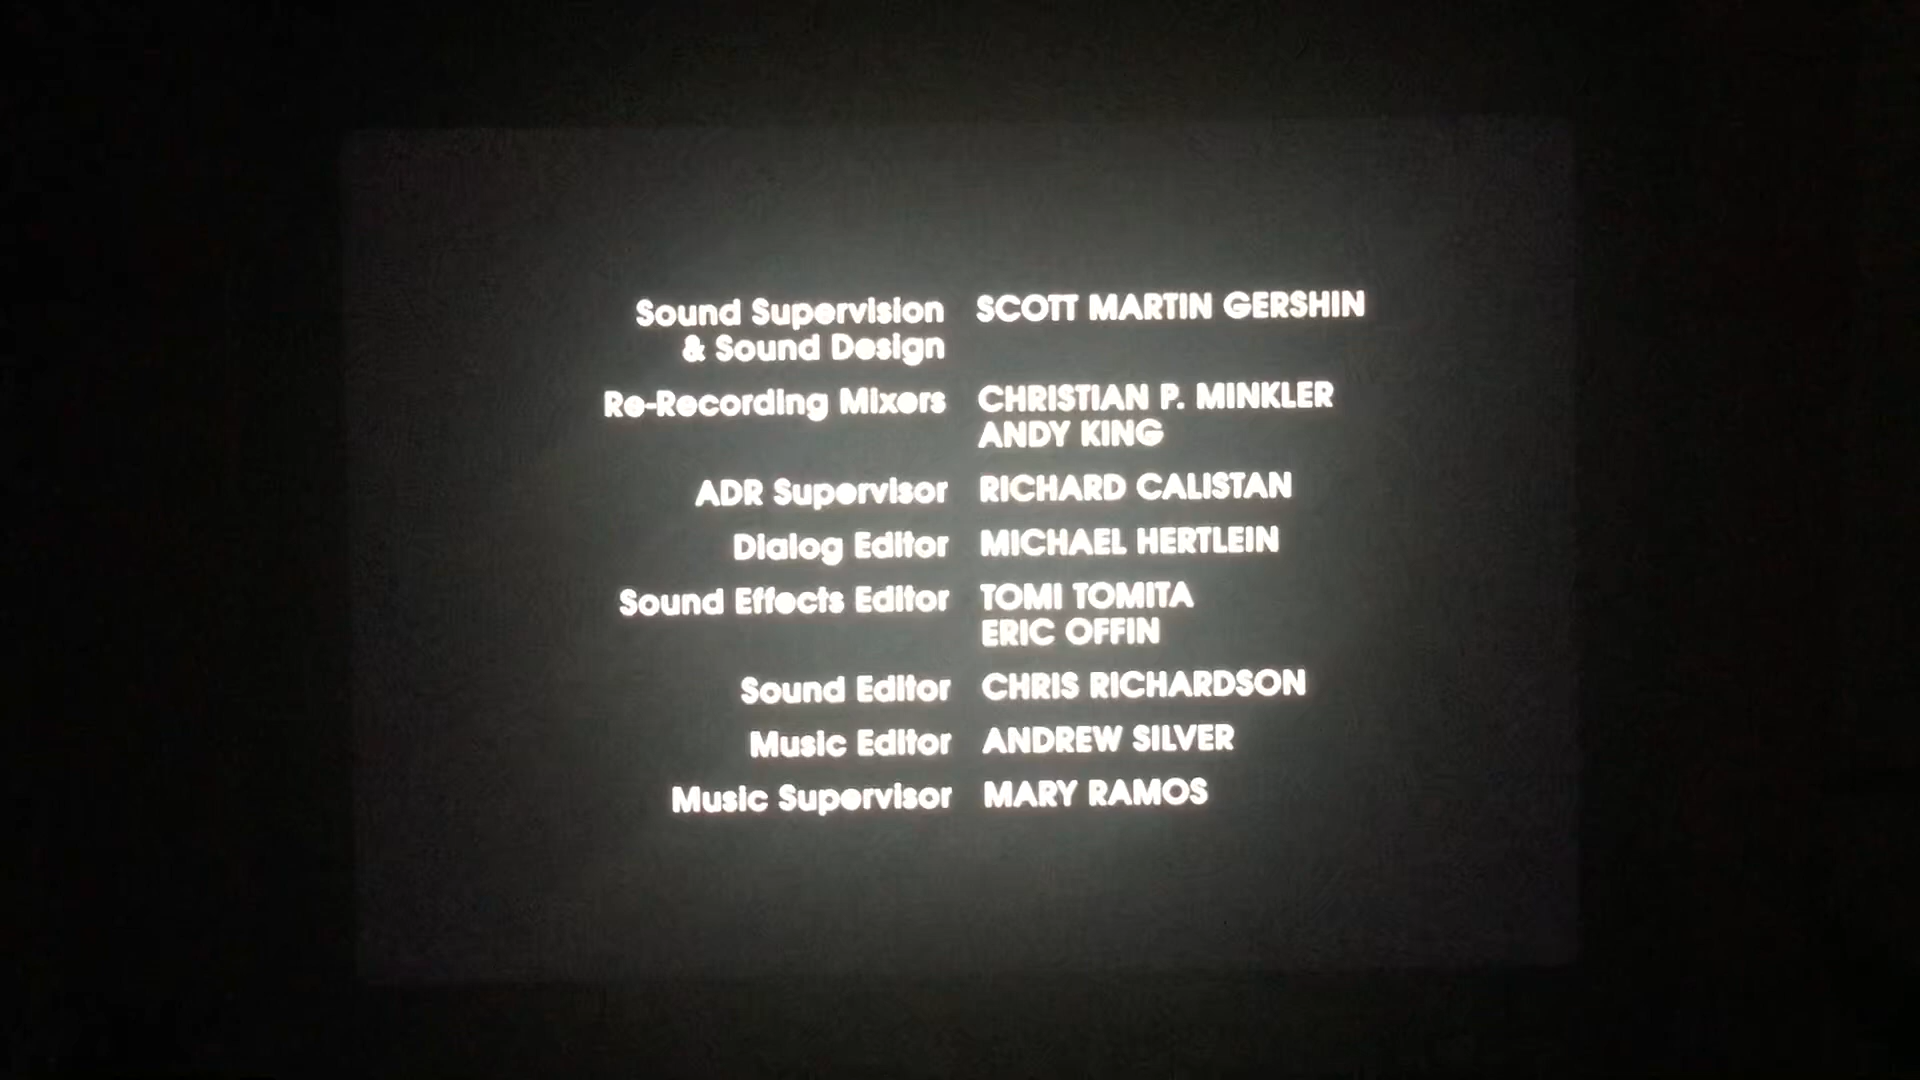 Sound Supervision SCOTT MARTIN GERSHIN
& Sound Design
Re-Recording Mixers CHRISTIAN P. MINKLER
ANDY KING
ADR Supervisor RICHARD CALISTAN
Dialog Editor MICHAEL HERTLEIN
Sound Effects Editor TOMI TOMITA
ERIC OFFIN
Sound Editor CHRIS RICHARDSON
Music Editor ANDREW SILVER
Music Supervisor MARY RAMOS